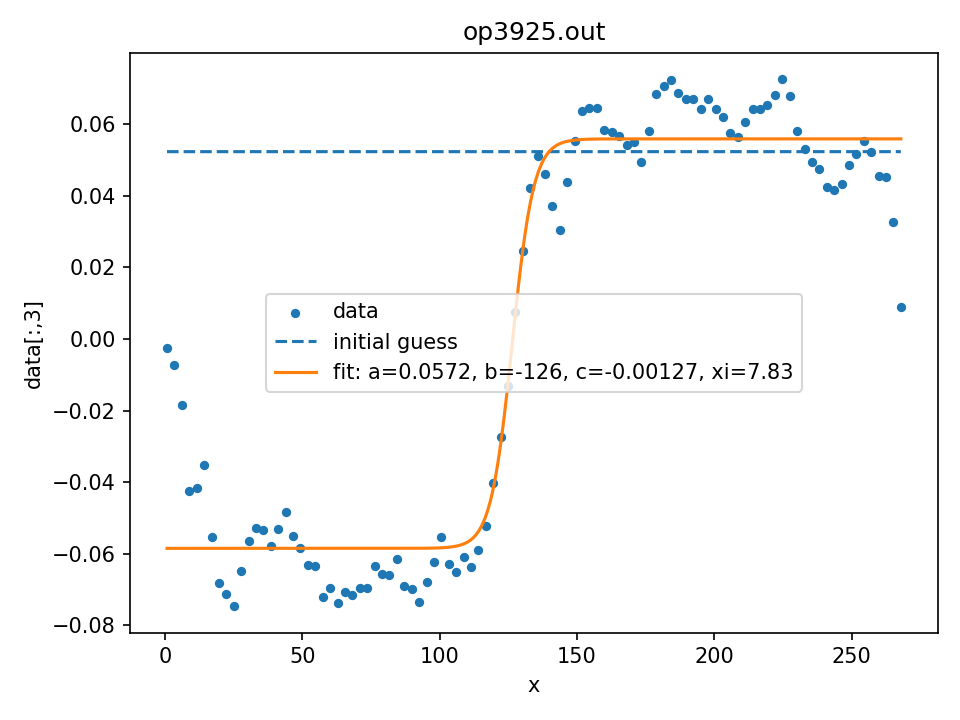 op3925.out
data[:,3]
0.06
0.04
0.02
0.00
−0.02
−0.04
−0.06
−0.08
data
initial guess
fit: a=0.0572, b=-126, c=-0.00127, xi=7.83
0 50 100 150 200 250
x